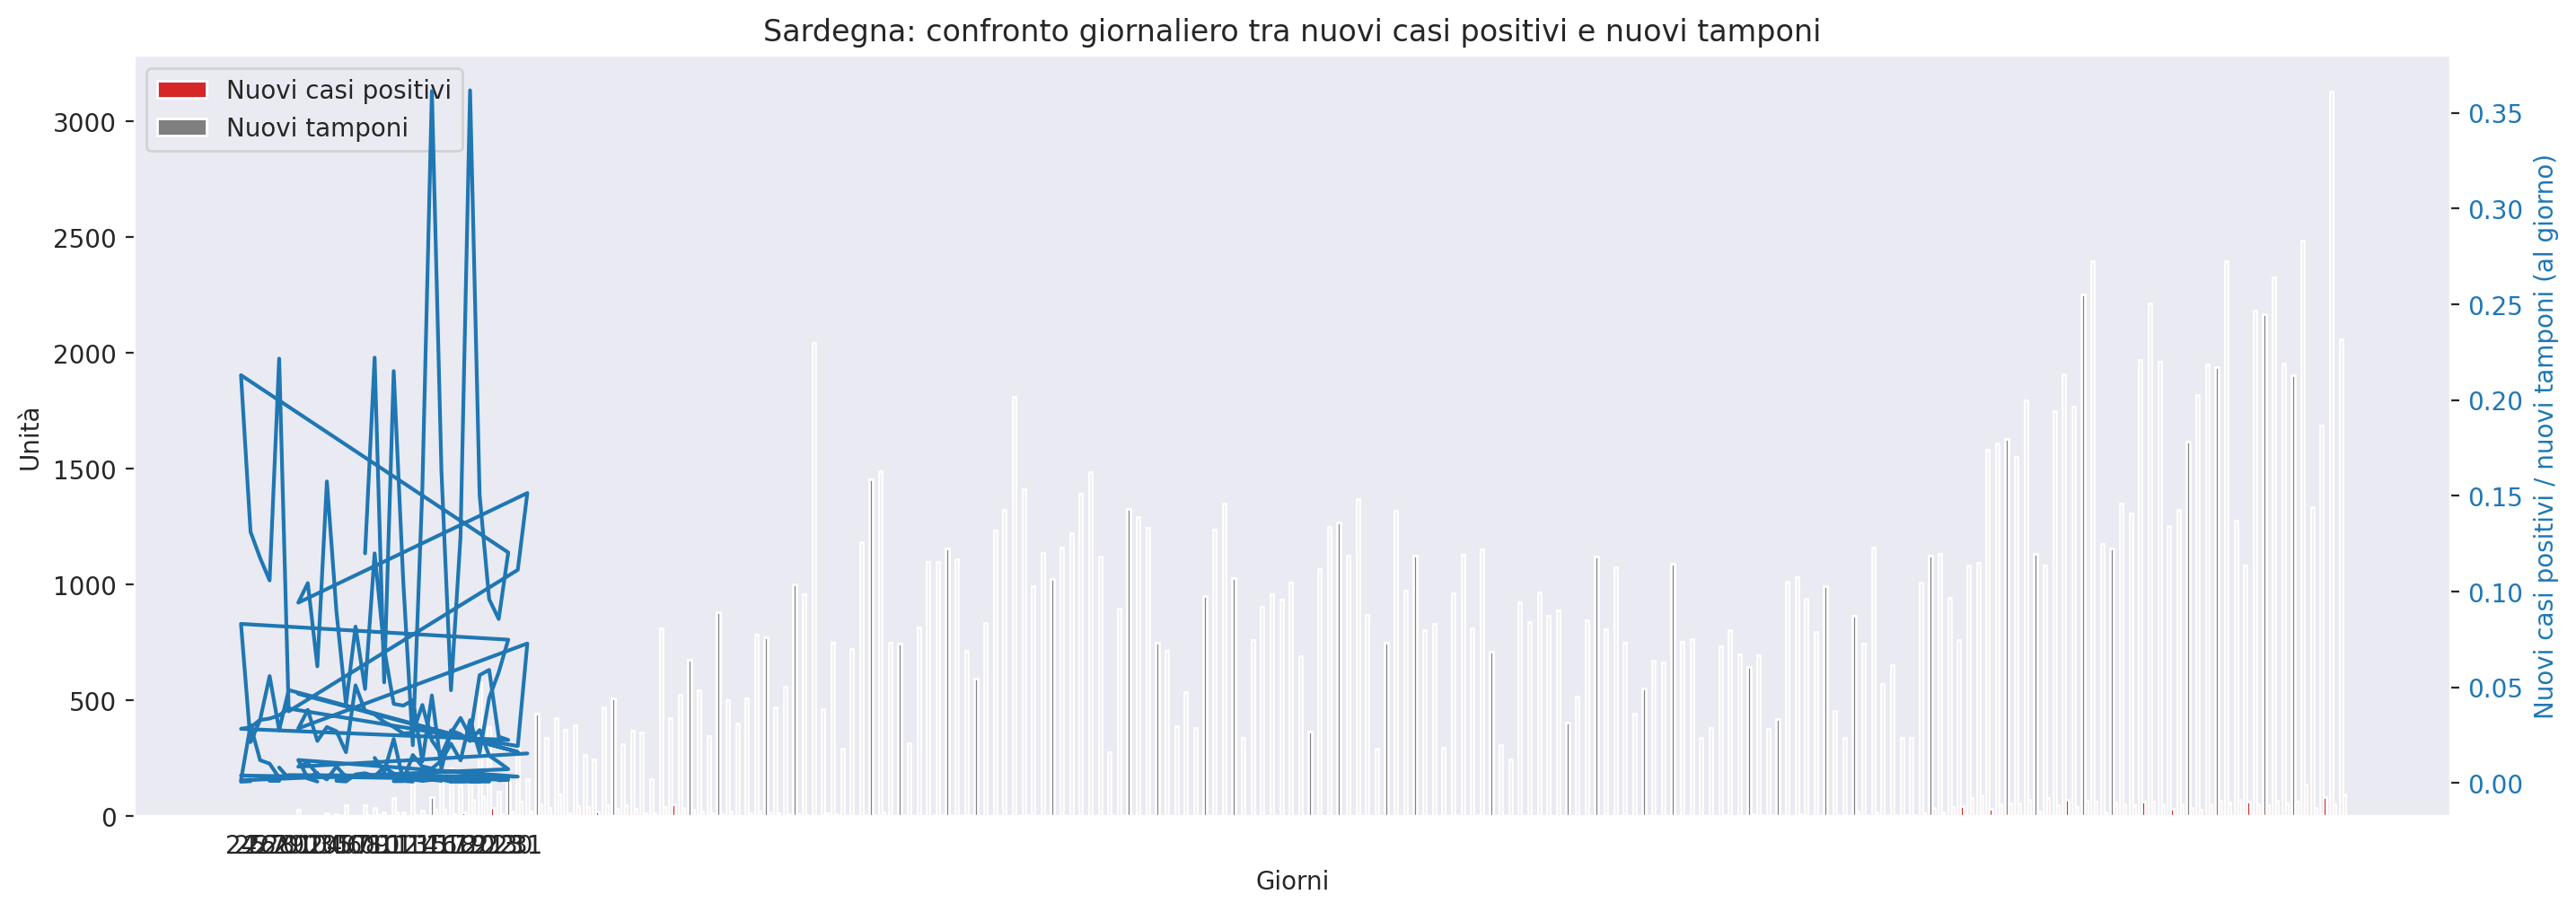 Sardegna: confronto giornaliero tra nuovi casi positivi e nuovi tamponi
Nuovi casi positivi
Nuovi tamponi
3000
2500
2000
1500
1000
500
0
Unità
0.35
0.30
0.25
0.20
0.15
0.10
0.05
0.00
Nuovi casi positivi / nuovi tamponi (al giorno)
Giorni